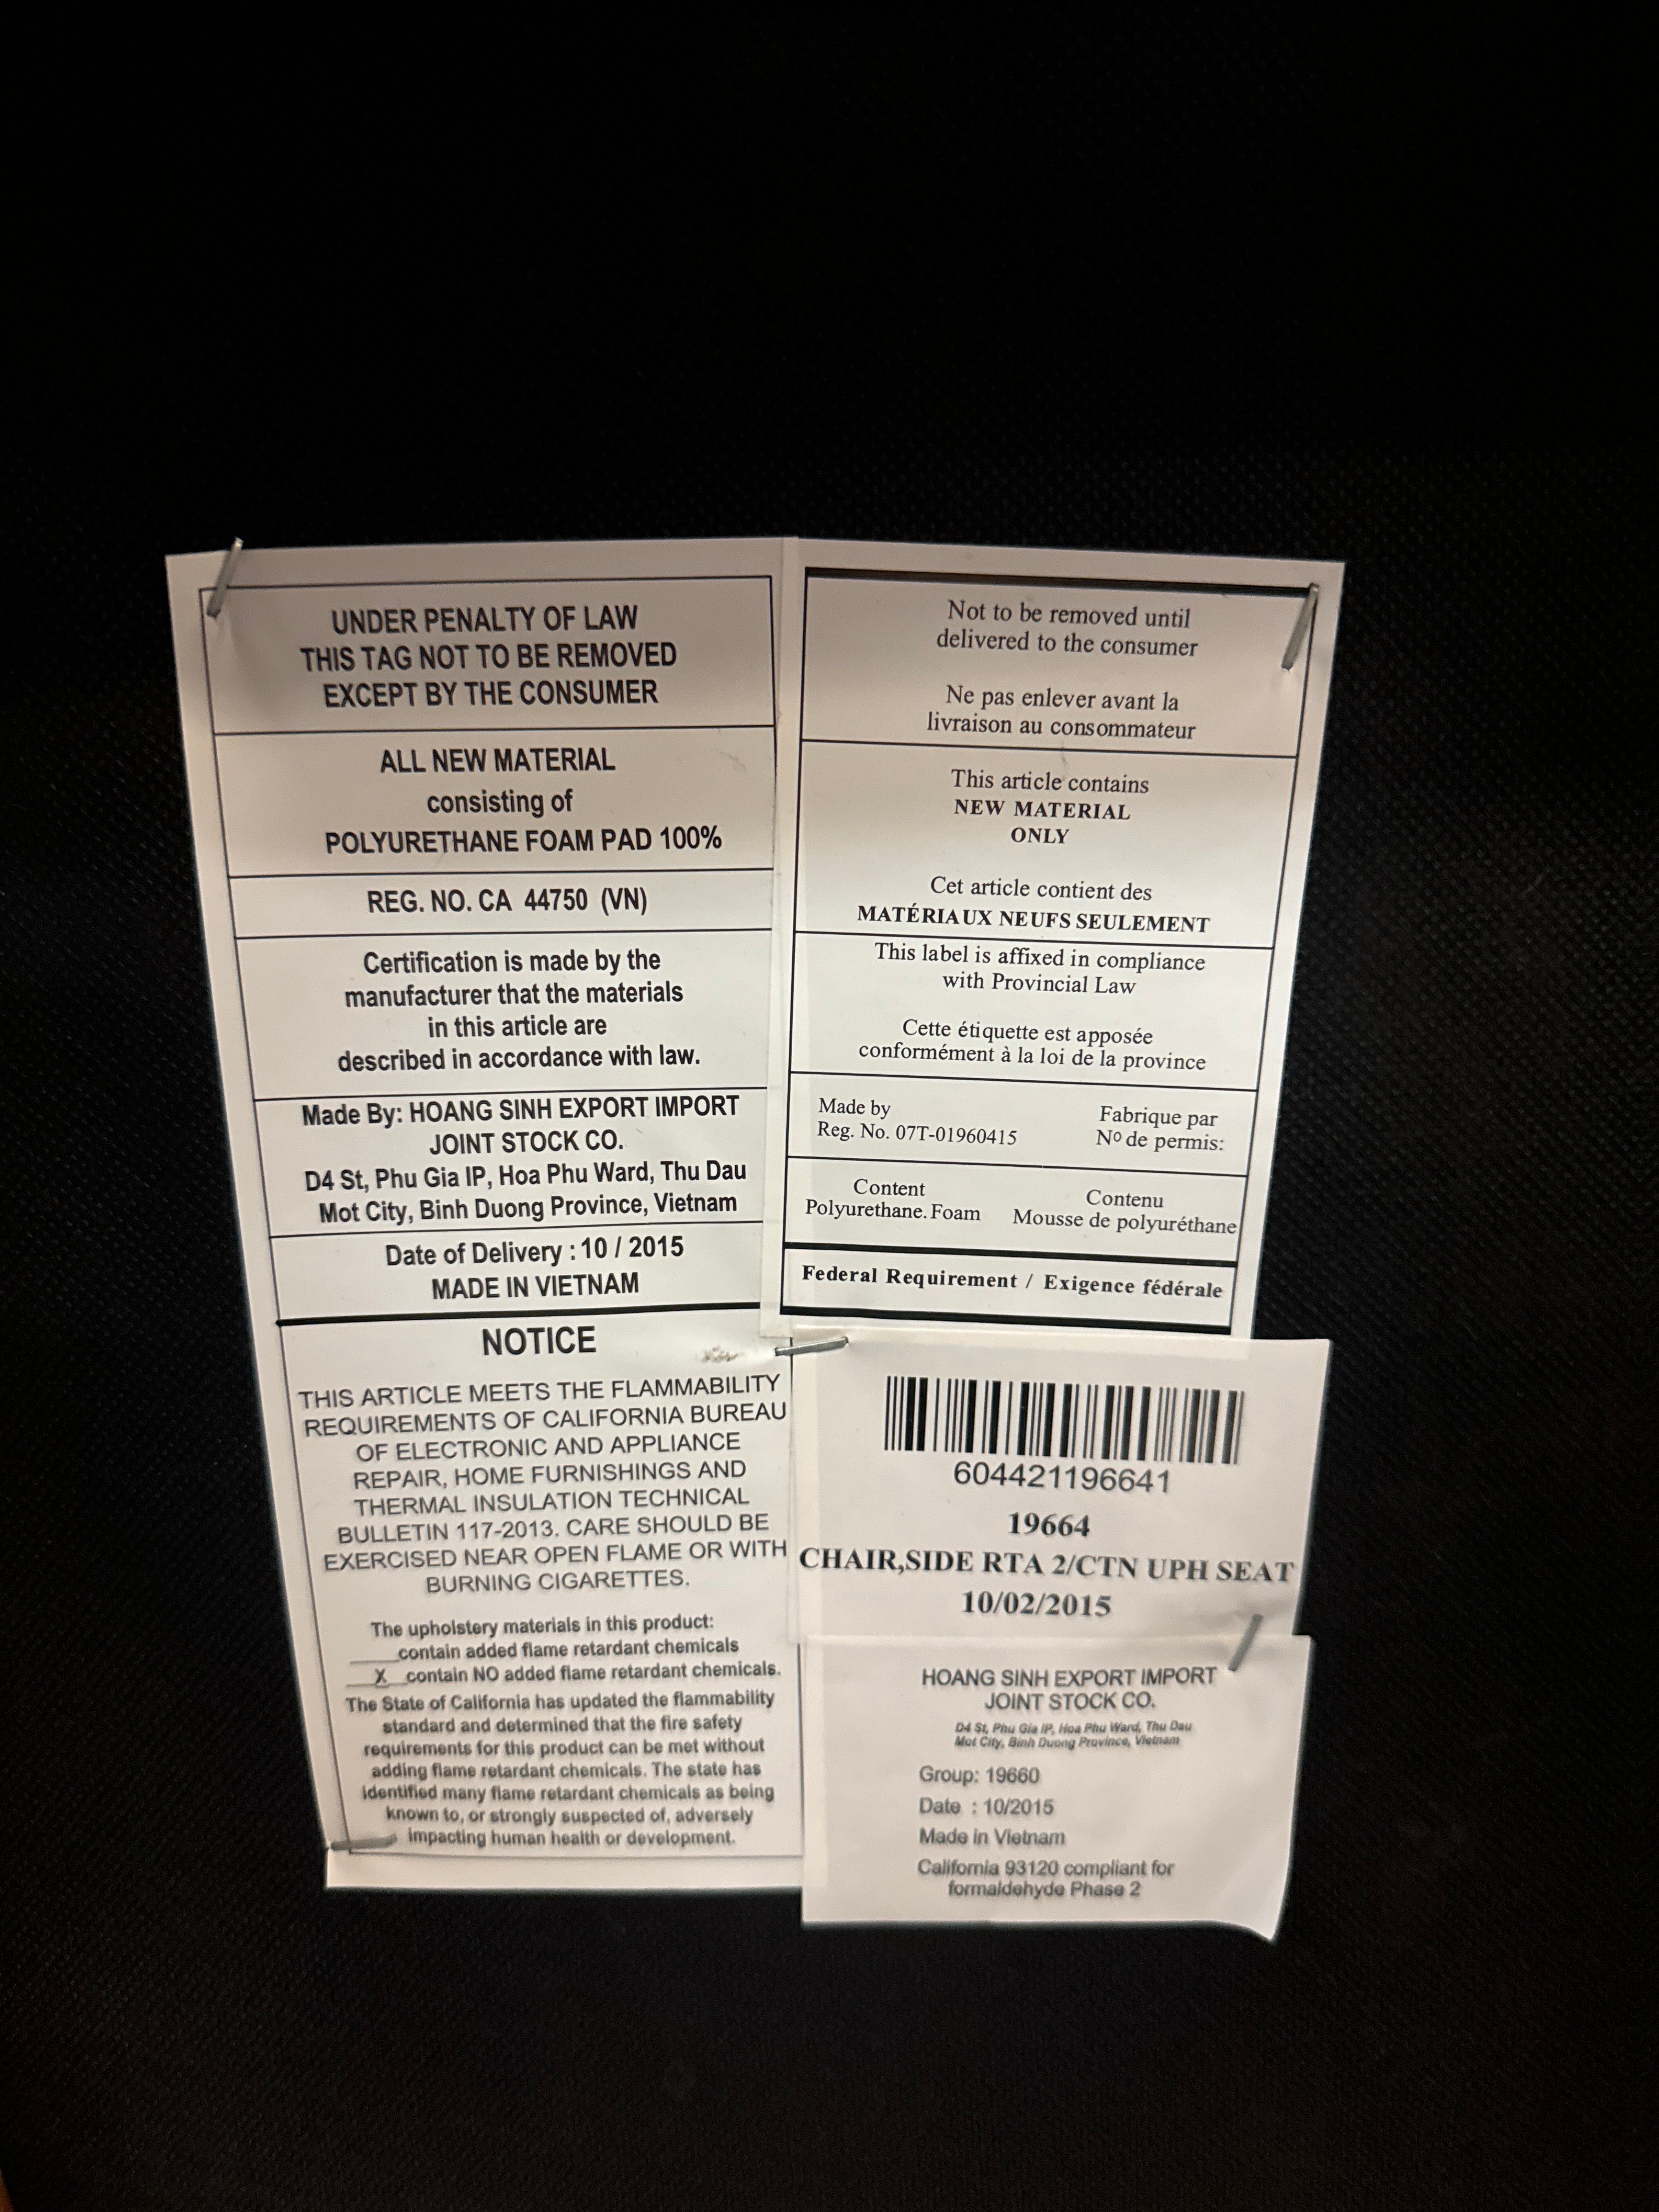 UNDER PENALTY OF LAW
THIS TAG NOT TO BE REMOVED
EXCEPT BY THE CONSUMER
ALL NEW MATERIAL
consisting of
POLYURETHANE FOAM PAD 100%
REG. NO. CA 44750 (VN)
Certification is made by the
manufacturer that the materials
in this article are
described in accordance with law.
Made By: HOANG SINH EXPORT IMPORT
JOINT STOCK CO.
D4 St, Phu Gia IP, Hoa Phu Ward, Thu Dau
Mot City, Binh Duong Province, Vietnam
Date of Delivery : 10 / 2015
MADE IN VIETNAM
NOTICE
THIS ARTICLE MEETS THE FLAMMABILITY
REQUIREMENTS OF CALIFORNIA BUREAU
OF ELECTRONIC AND APPLIANCE
REPAIR, HOME FURNISHINGS AND
THERMAL INSULATION TECHNICAL
BULLETIN 117-2013. CARE SHOULD BE
EXERCISED NEAR OPEN FLAME OR WITH
BURNING CIGARETTES.
The upholstery materials in this product:
____contain added flame retardant chemicals
__X__contain NO added flame retardant chemicals.
The State of California has updated the flammability
standard and determined that the fire safety
requirements for this product can be met without
adding flame retardant chemicals. The state has
identified many flame retardant chemicals as being
known to, or strongly suspected of, adversely
impacting human health or development.
Not to be removed until
delivered to the consumer
Ne pas enlever avant la
livraison au consommateur
This article contains
NEW MATERIAL
ONLY
Cet article contient des
MATÉRIAUX NEUFS SEULEMENT
This label is affixed in compliance
with Provincial Law
Cette étiquette est apposée
conformément à la loi de la province
Made by
Reg. No. 07T-01960415
Fabrique par
Nº de permis:
Content
Polyurethane. Foam
Contenu
Mousse de polyuréthane
Federal Requirement / Exigence fédérale
604421196641
19664
CHAIR,SIDE RTA 2/CTN UPH SEAT
10/02/2015
HOANG SINH EXPORT IMPORT
JOINT STOCK CO.
D4 St, Phu Gia IP, Hoa Phu Ward, Thu Dau
Mot City, Binh Duong Province, Vietnam
Group: 19660
Date : 10/2015
Made in Vietnam
California 93120 compliant for
formaldehyde Phase 2